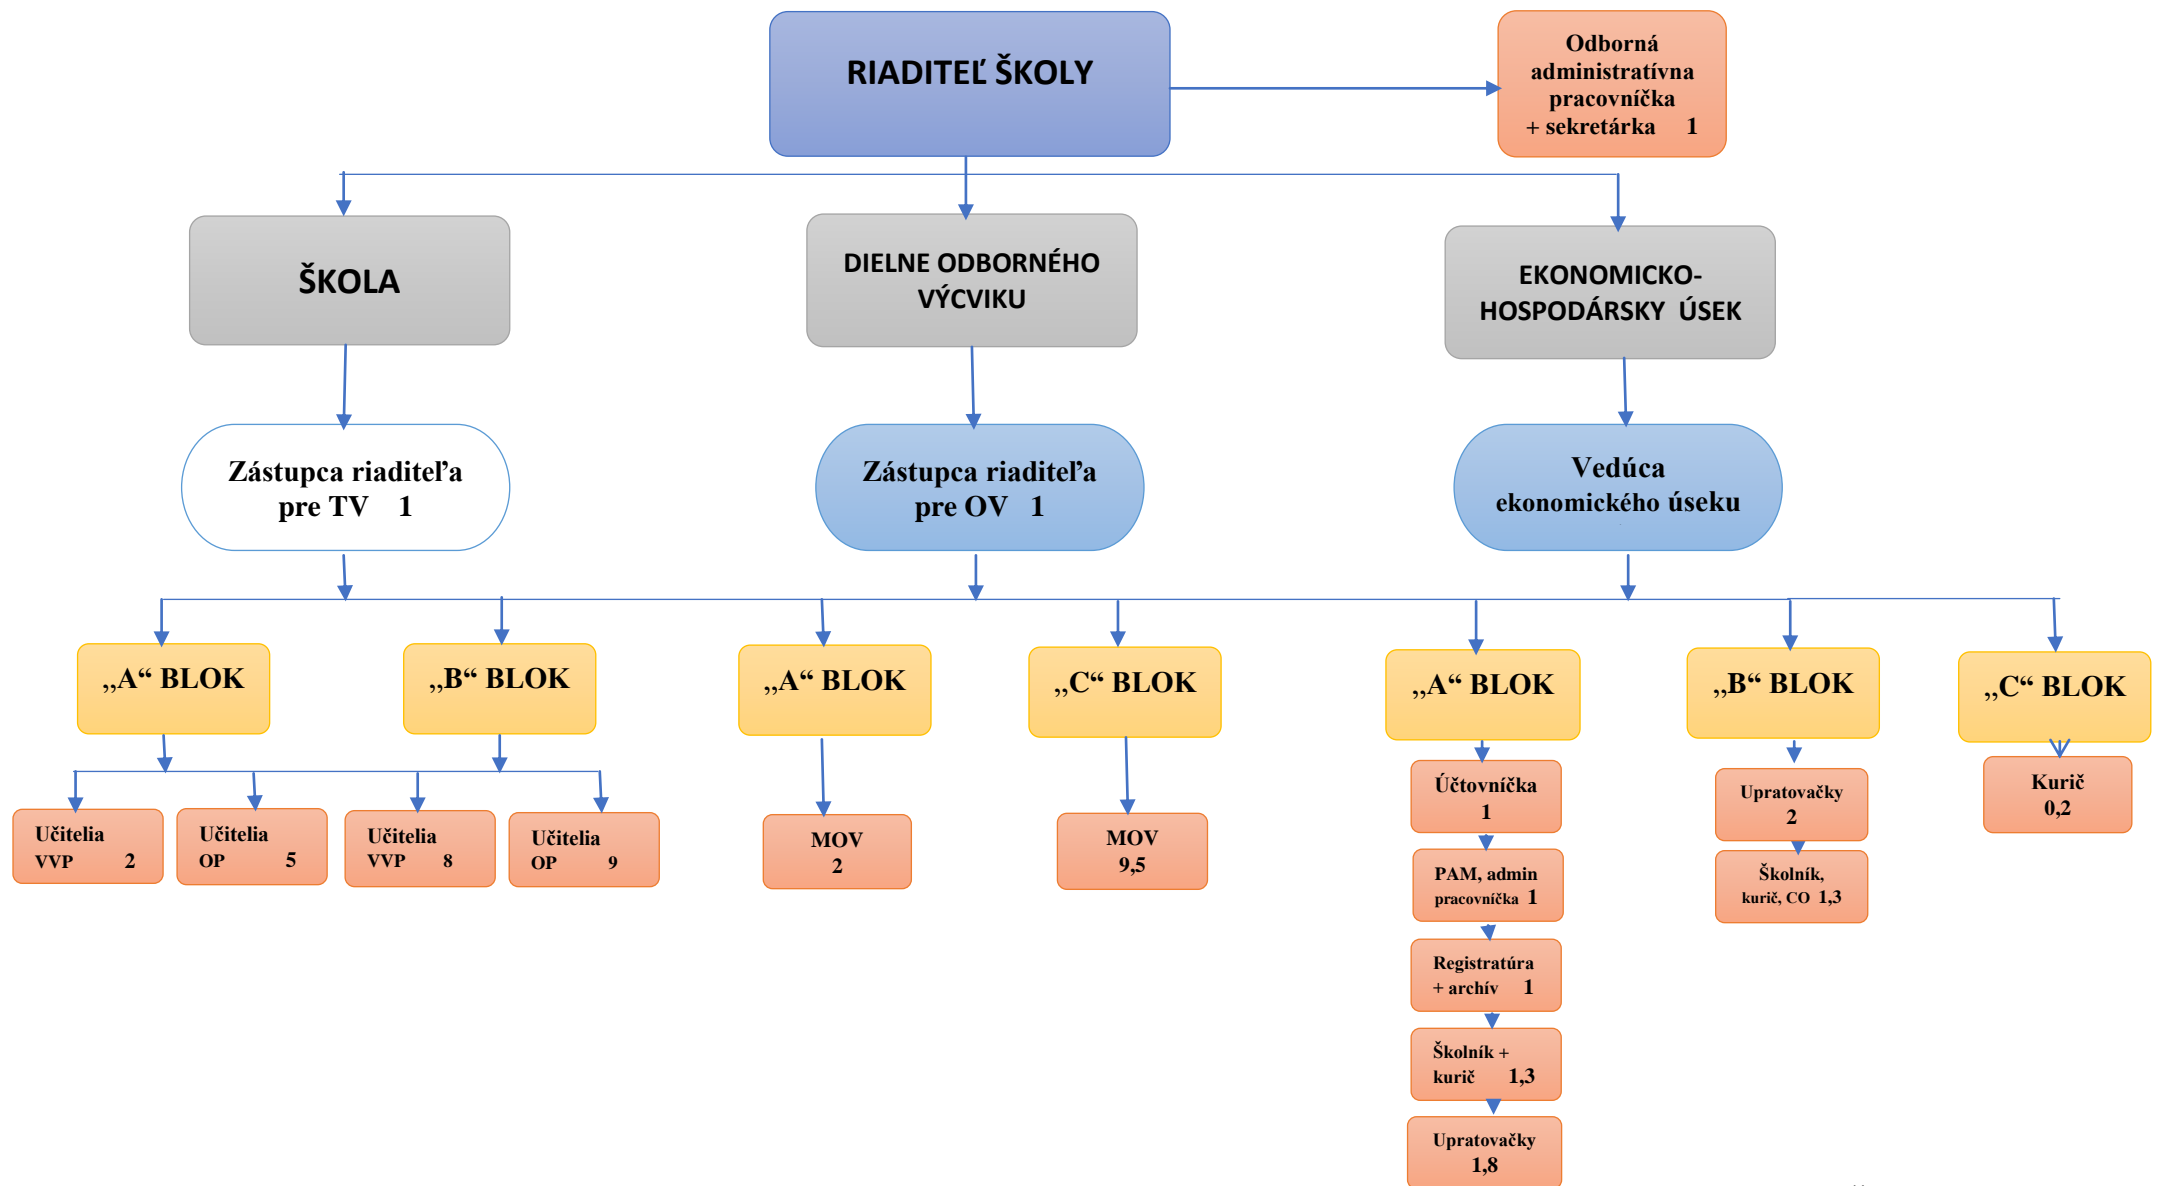 RIADITEĽ ŠKOLY
Odborná
administratívna
pracovníčka
+ sekretárka 1
ŠKOLA
DIELNE ODBORNÉHO
VÝCVIKU
EKONOMICKO-
HOSPODÁRSKY ÚSEK
Zástupca riaditeľa
pre TV 1
Zástupca riaditeľa
pre OV 1
Vedúca
ekonomického úseku
„A“ BLOK
„B“ BLOK
„A“ BLOK
„C“ BLOK
„A“ BLOK
„B“ BLOK
„C“ BLOK
Učitelia
VVP 2
Učitelia
OP 5
Učitelia
VVP 8
Učitelia
OP 9
MOV
2
MOV
9,5
Účtovníčka
1
PAM, admin
pracovníčka 1
Registratúra
+ archív 1
Školník +
kurič 1,3
Upratovačky
1,8
Upratovačky
2
Školník,
kurič, CO 1,3
Kurič
0,2